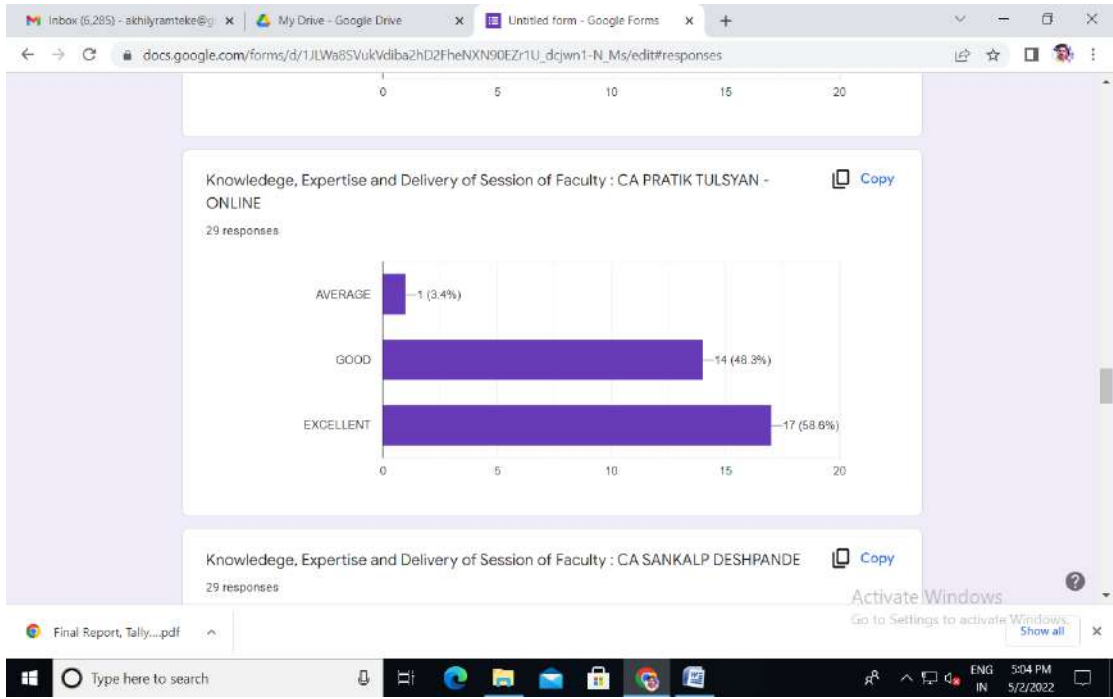 Inbox (6,285) - akhilyramteke@g
My Drive - Google Drive
Untitled form - Google Forms
docs.google.com/forms/d/1JLWa8SVukVdiba2hD2FheNXN90EZr1U_dcjwn1-N_Ms/edit#responses
0 5 10 15 20
Knowledege, Expertise and Delivery of Session of Faculty : CA PRATIK TULSYAN -
ONLINE
Copy
29 responses
AVERAGE 1 (3.4%)
GOOD 14 (48.3%)
EXCELLENT 17 (58.6%)
0 5 10 15 20
Knowledege, Expertise and Delivery of Session of Faculty : CA SANKALP DESHPANDE
Copy
29 responses
Activate Windows
Go to Settings to activate Windows.
Final Report, Tally....pdf
Show all
Type here to search
ENG
IN
5:04 PM
5/2/2022